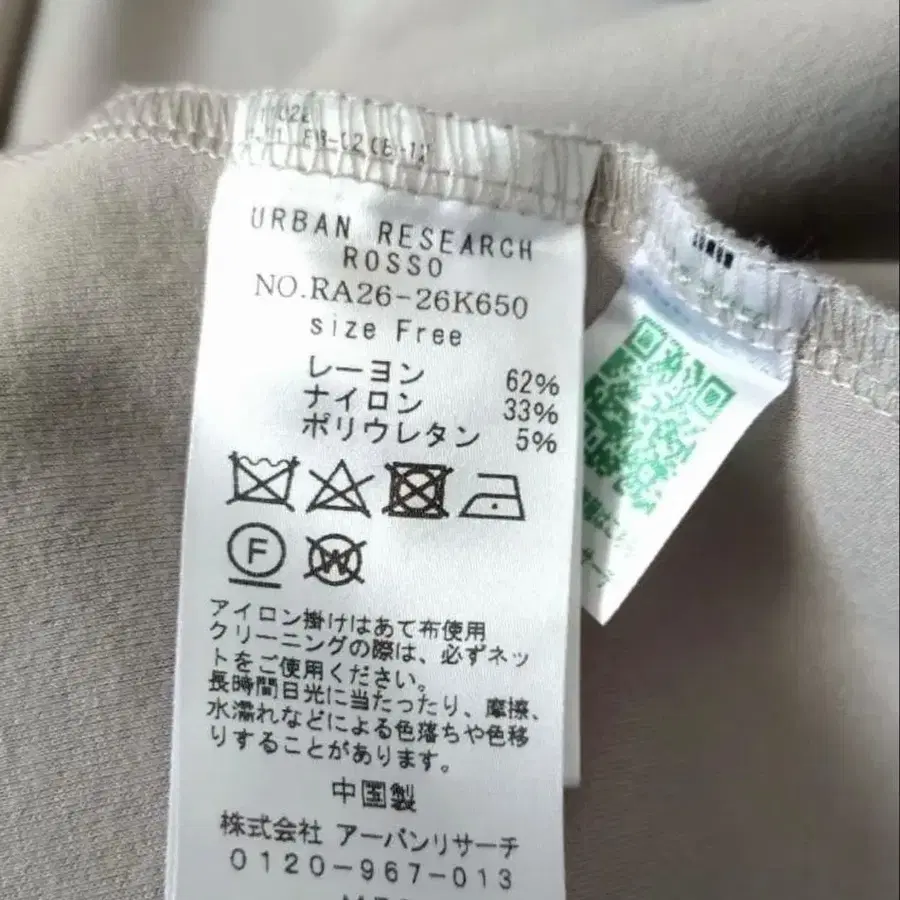 URBAN RESEARCH
ROSSO
NO.RA26-26K650
size Free
レーヨン 62%
ナイロン 33%
ポリウレタン 5%
F
W
アイロン掛けはあて布使用
クリーニングの際は、必ずネッ
トをご使用ください。
長時間日光に当たったり、摩擦、
水濡れなどによる色落ちや色移
りすることがあります。
中国製
株式会社 アーバンリサーチ
0120-967-013